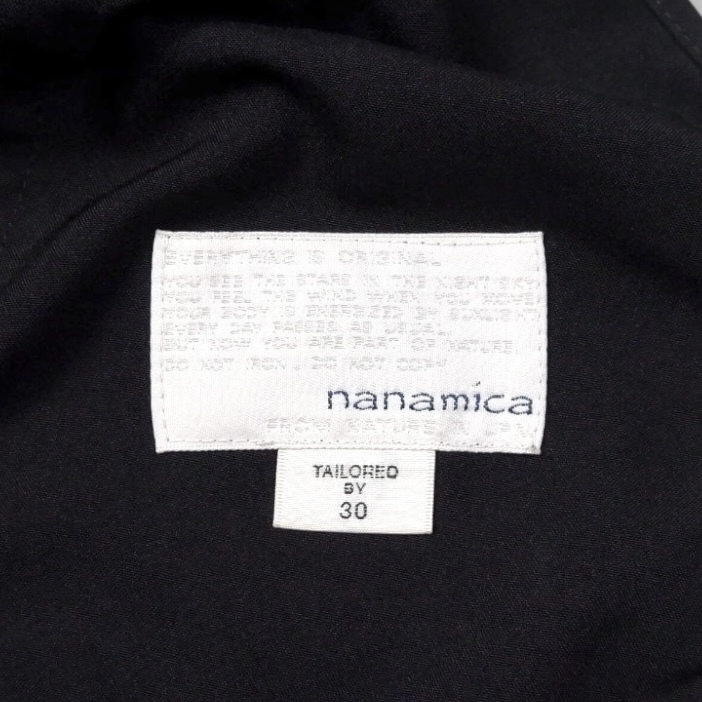 EVERYTHING IS ORIGINAL
YOU SEE THE STARS IN THE NIGHT SKY
YOU FEEL THE WIND WHEN YOU MOVE
YOUR BODY IS ENERGIZED BY SUNLIGHT
EVERY DAY PASSES AS USUAL
BUT NOW YOU ARE PART OF NATURE
DO NOT IRON. DO NOT COPY
nanamica
FROM NATURE
TAILORED
BY
30